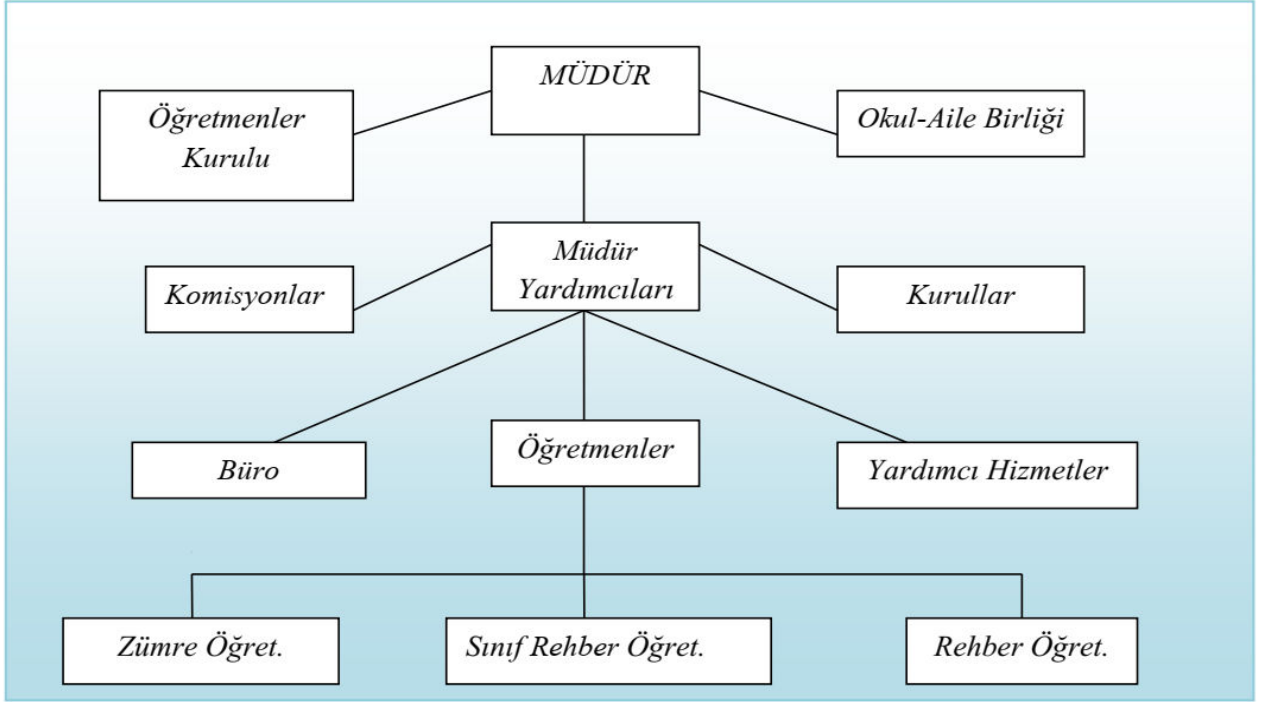 MÜDÜR
Öğretmenler
Kurulu
Okul-Aile Birliği
Müdür
Yardımcıları
Komisyonlar
Kurullar
Büro
Öğretmenler
Yardımcı Hizmetler
Zümre Öğret.
Sınıf Rehber Öğret.
Rehber Öğret.